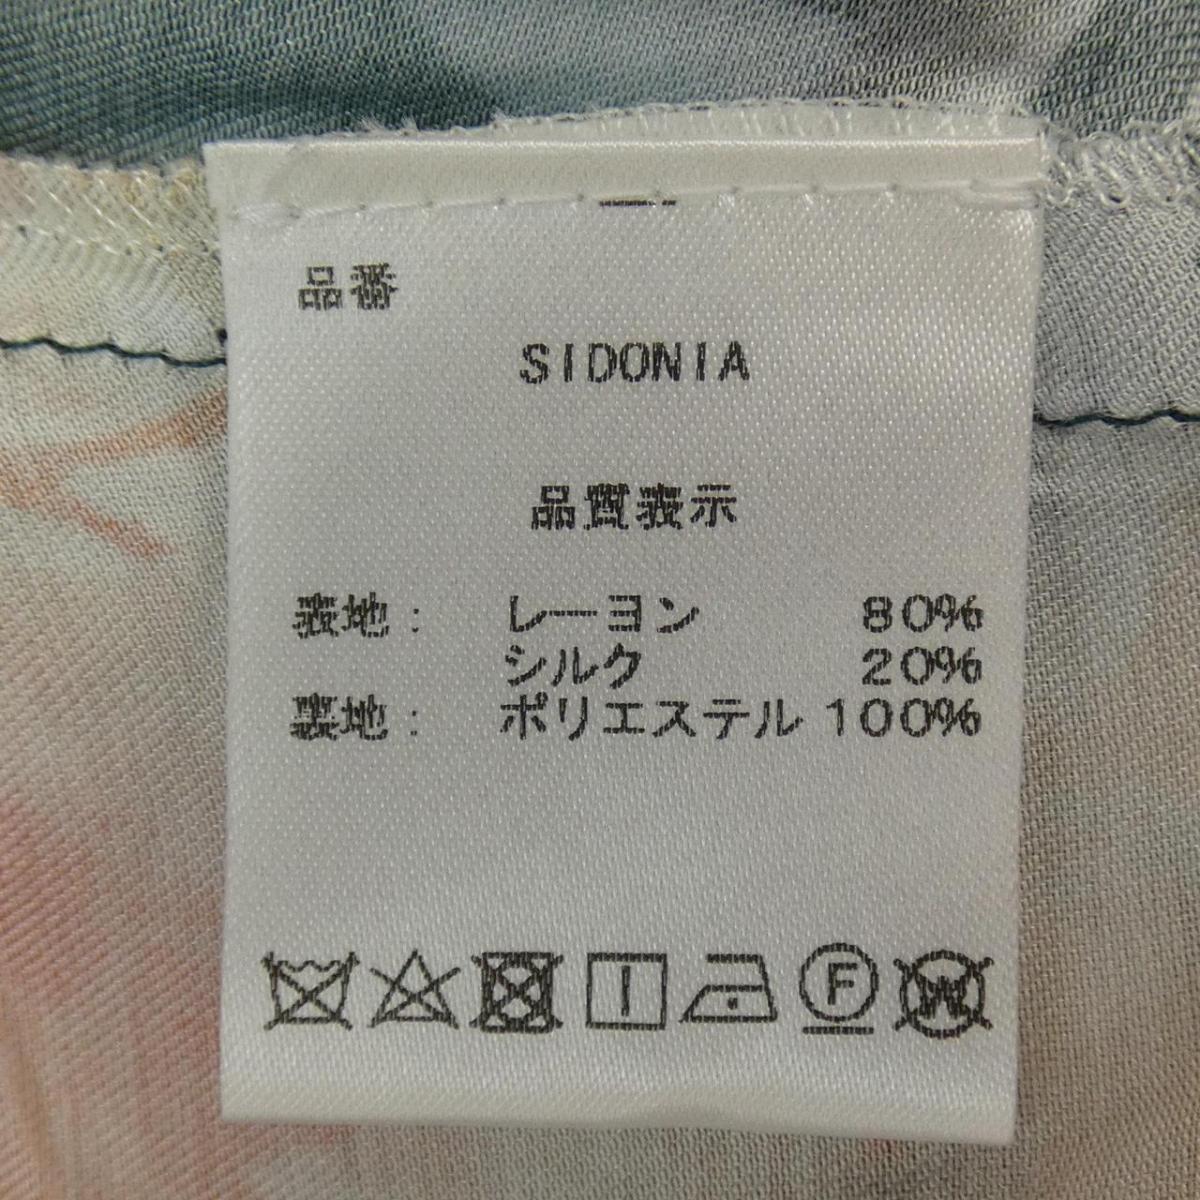 品番
SIDONIA
品質表示
表地: レーヨン 80%
シルク 20%
裏地: ポリエステル 100%
F
W